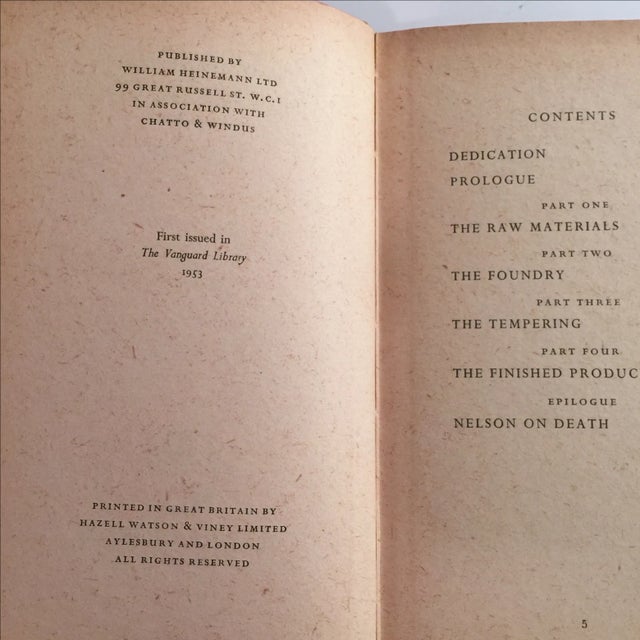 PUBLISHED BY
WILLIAM HEINEMANN LTD
99 GREAT RUSSELL ST. W.C.1
IN ASSOCIATION WITH
CHATTO & WINDUS
First issued in
The Vanguard Library
1953
PRINTED IN GREAT BRITAIN BY
HAZELL WATSON & VINEY LIMITED
AYLESBURY AND LONDON
ALL RIGHTS RESERVED
CONTENTS
DEDICATION
PROLOGUE
PART ONE
THE RAW MATERIALS
PART TWO
THE FOUNDRY
PART THREE
THE TEMPERING
PART FOUR
THE FINISHED PRODUC
EPILOGUE
NELSON ON DEATH
5